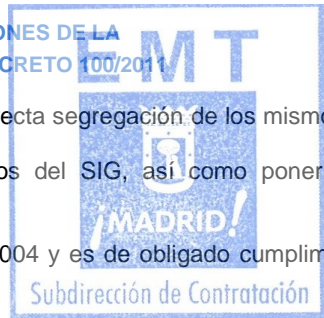 ONES DE LA
CRETO 100/2011
EMT
ecta segregación de los mismo
os del SIG, así como poner
¡MADRID!
004 y es de obligado cumplim
Subdirección de Contratación